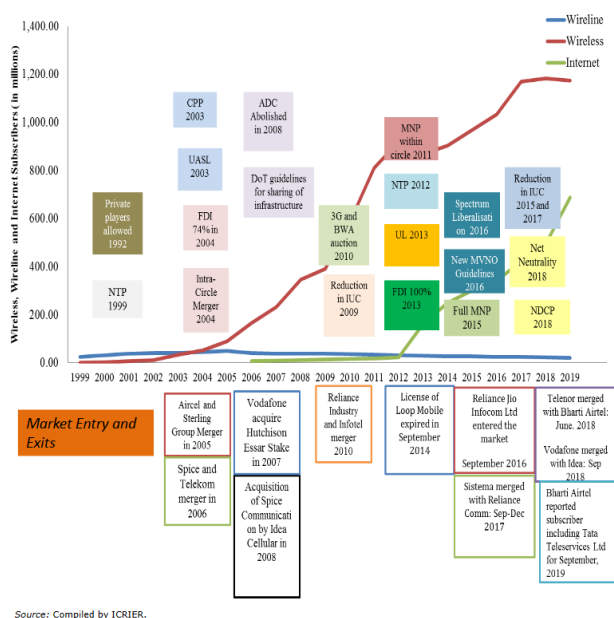 Wireless, Wireline and Internet Subscribers (in millions)
1,400.00
1,200.00
1,000.00
800.00
600.00
400.00
200.00
0.00
Wireline
Wireless
Internet
CPP
2003
UASL
2003
ADC
Abolished
in 2008
DoT guidelines
for sharing of
infrastructure
Private
players
allowed
1992
NTP
1999
FDI
74% in
2004
Intra-
Circle
Merger
2004
3G and
BWA
auction
2010
Reduction
in IUC
2009
MNP
within
circle 2011
NTP 2012
UL 2013
FDI 100%
2013
Spectrum
Liberalisati
on 2016
New MVNO
Guidelines
2016
Full MNP
2015
Reduction
in IUC
2015 and
2017
Net
Neutrality
2018
NDCP
2018
1999 2000 2001 2002 2003 2004 2005 2006 2007 2008 2009 2010 2011 2012 2013 2014 2015 2016 2017 2018 2019
Market Entry and
Exits
Aircel and
Sterling
Group Merger
in 2005
Spice and
Telekom
merger in
2006
Vodafone
acquire
Hutchison
Essar Stake
in 2007
Acquisition
of Spice
Communicat
ion by Idea
Cellular in
2008
Reliance
Industry
and Infotel
merger
2010
License of
Loop Mobile
expired in
September
2014
Reliance Jio
Infocom Ltd
entered the
market
September 2016
Sistema merged
with Reliance
Comm: Sep-Dec
2017
Telenor merged
with Bharti Airtel:
June. 2018
Vodafone merged
with Idea: Sep
2018
Bharti Airtel
reported
subscriber
including Tata
Teleservices Ltd
for September,
2019
Source: Compiled by ICRIER.